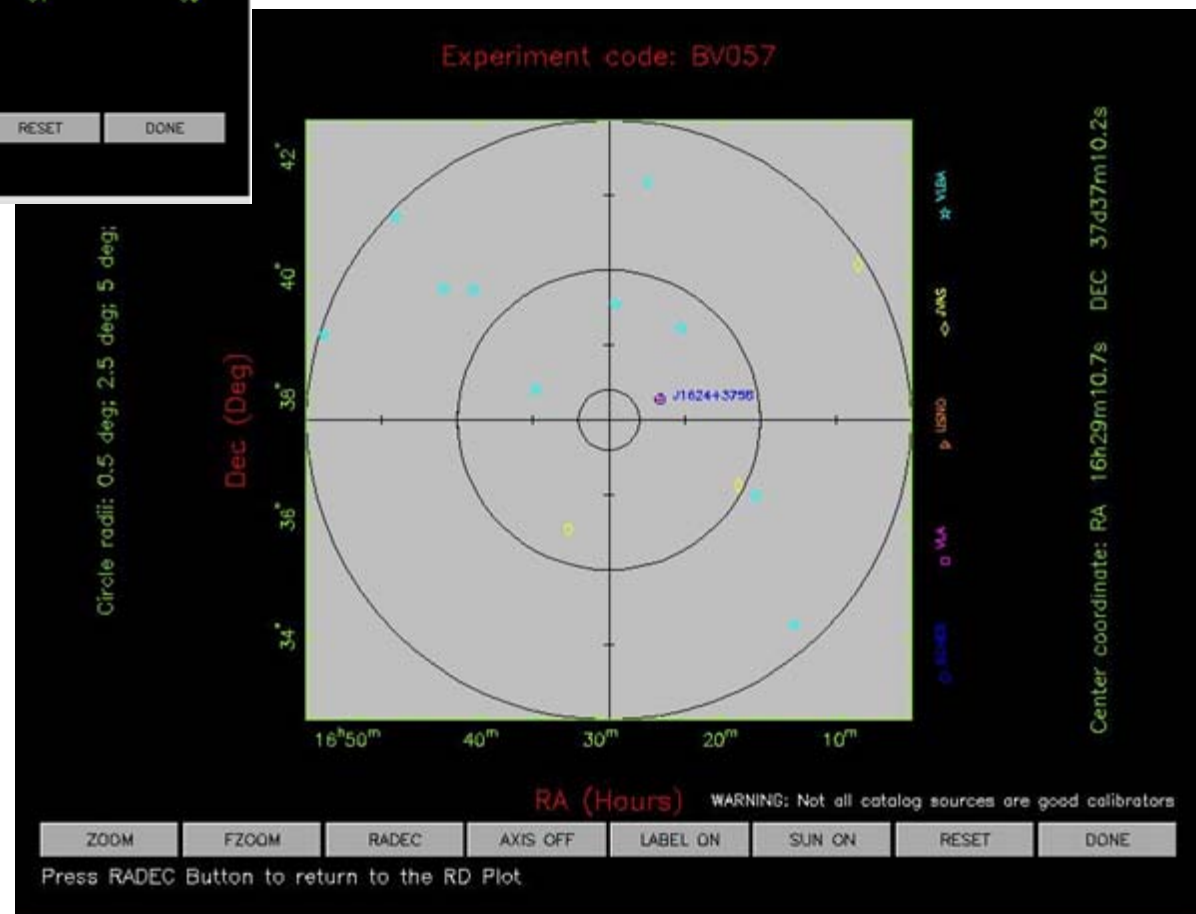 RESET
DONE
Experiment code: BV057
Circle radii: 0.5 deg; 2.5 deg; 5 deg;
Dec (Deg)
42°
40°
38°
36°
34°
J1624+3756
VLBA
JVAS
USNO
VLA
Center coordinate: RA 16h29m10.7s DEC 37d37m10.2s
16ʰ50ᵐ
40ᵐ
30ᵐ
20ᵐ
10ᵐ
RA (Hours)
WARNING: Not all catalog sources are good calibrators
ZOOM
FZOOM
RADEC
AXIS OFF
LABEL ON
SUN ON
RESET
DONE
Press RADEC Button to return to the RD Plot